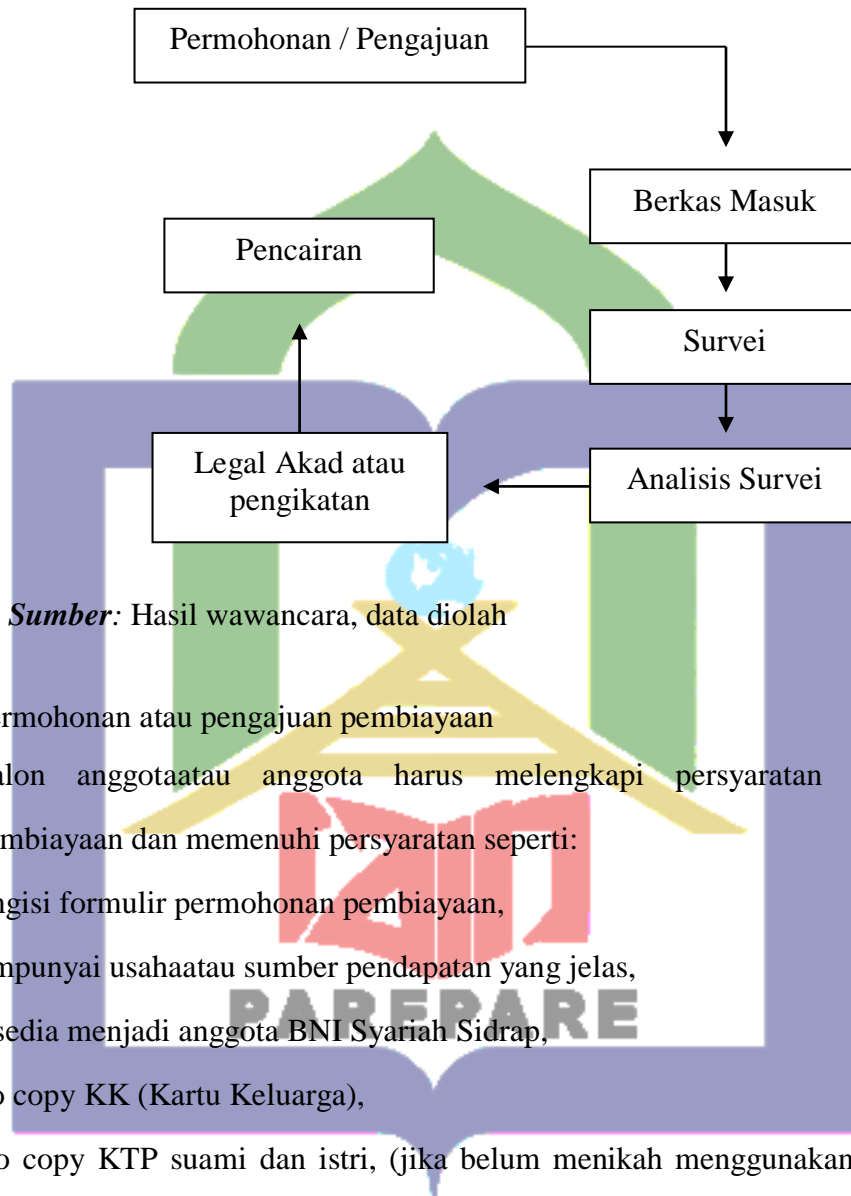 Permohonan / Pengajuan
Berkas Masuk
Pencairan
Survei
Legal Akad atau
pengikatan
Analisis Survei
Sumber: Hasil wawancara, data diolah
ermohonan atau pengajuan pembiayaan
alon anggotaatau anggota harus melengkapi persyaratan
mbiayaan dan memenuhi persyaratan seperti:
ngisi formulir permohonan pembiayaan,
mpunyai usahaatau sumber pendapatan yang jelas,
sedia menjadi anggota BNI Syariah Sidrap,
o copy KK (Kartu Keluarga),
o copy KTP suami dan istri, (jika belum menikah menggunakan
IAIN
PAREPARE